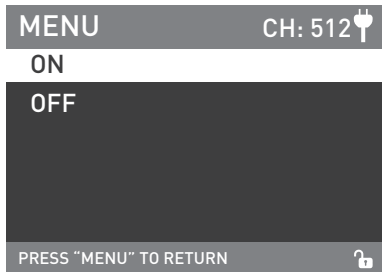 MENU CH: 512
ON
OFF
PRESS “MENU” TO RETURN